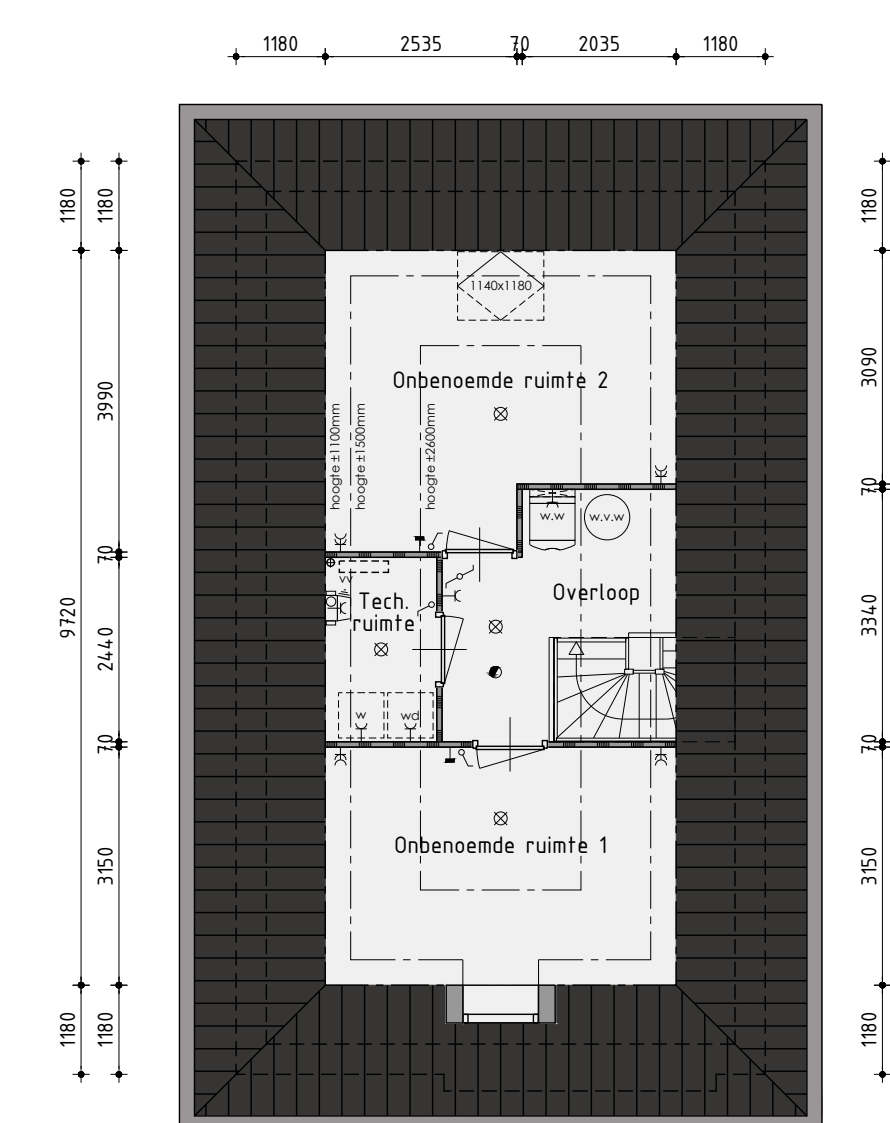 1180 2535 70 2035 1180
1180
1180
1180
1140x1180
3990
3090
Onbenoemde ruimte 2
hoogte ±1100mm
hoogte ±1500mm
hoogte ±2600mm
70
w.w
w.v.w
70
vv
Tech.
ruimte
Overloop
9720
2440
3340
w
wd
70
70
Onbenoemde ruimte 1
3150
3150
1180
1180
1180